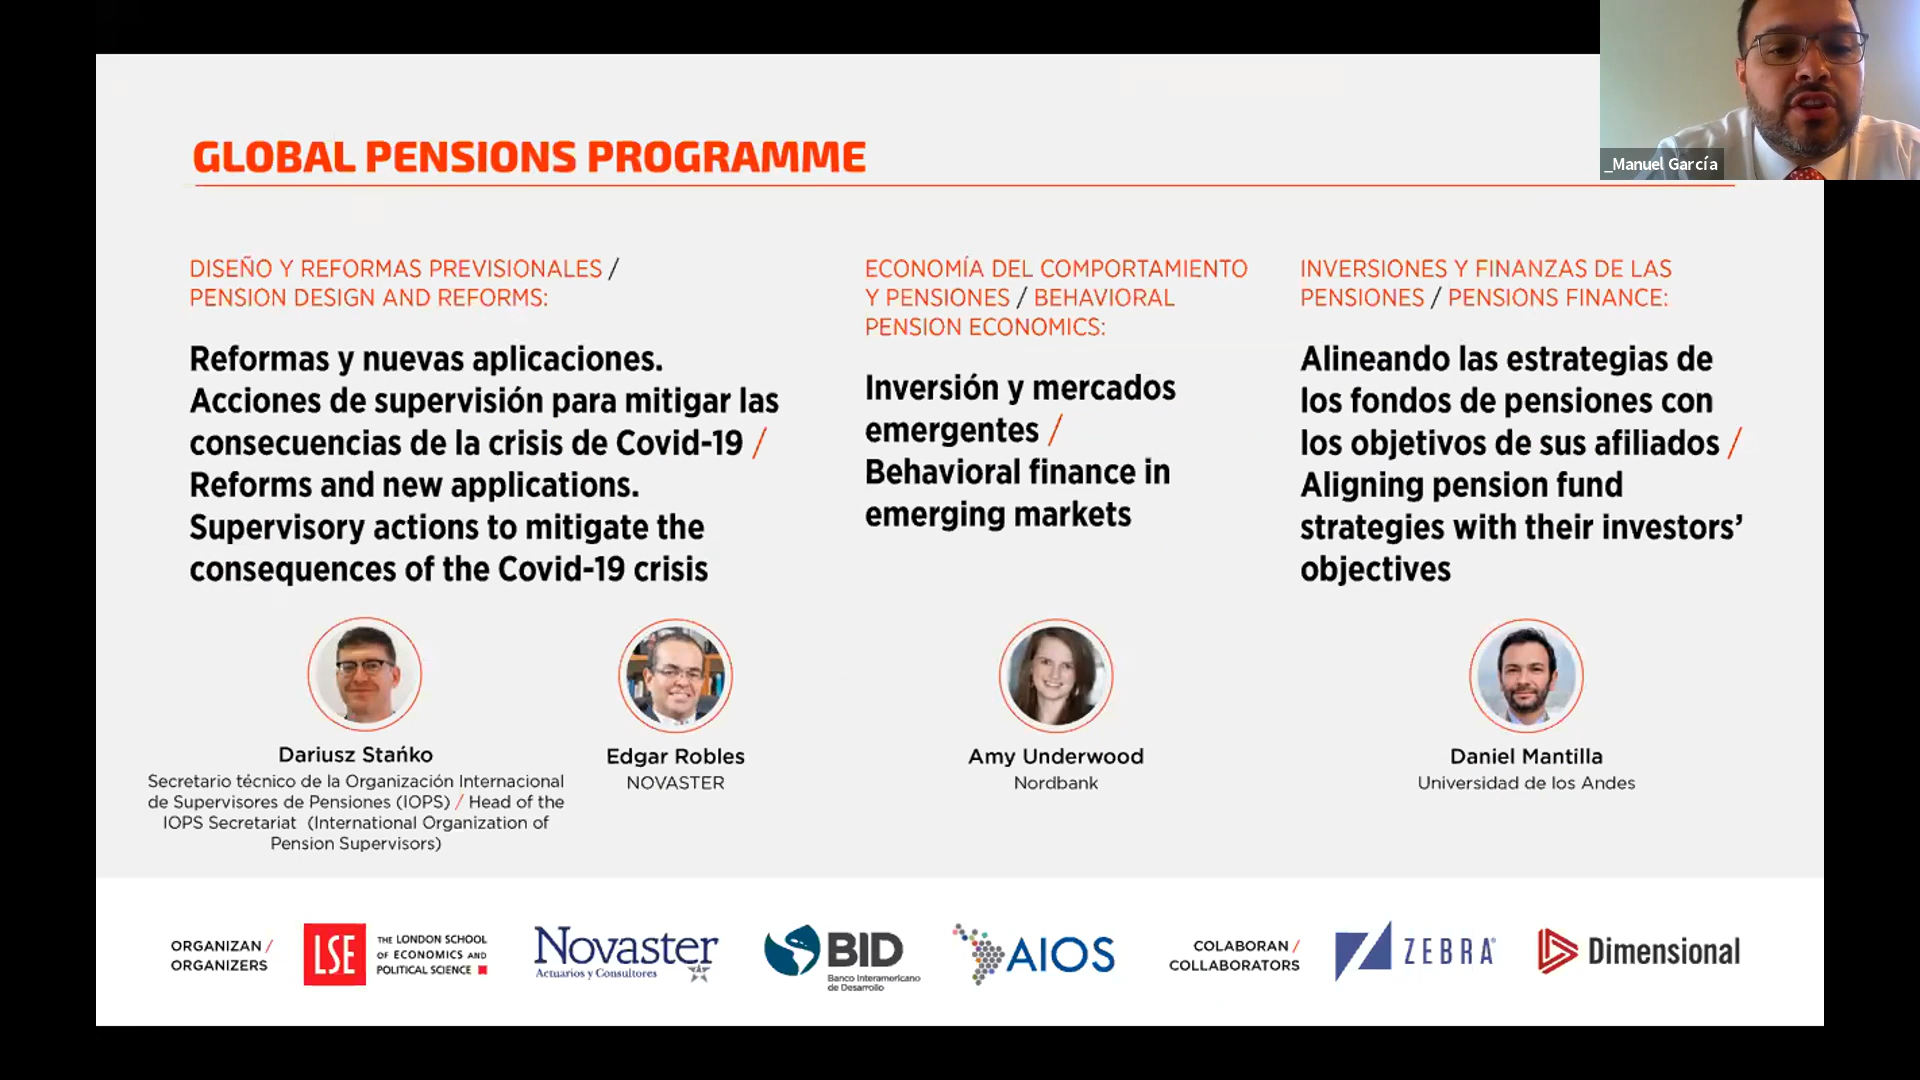 _Manuel García
GLOBAL PENSIONS PROGRAMME
DISEÑO Y REFORMAS PREVISIONALES /
PENSION DESIGN AND REFORMS:
Reformas y nuevas aplicaciones.
Acciones de supervisión para mitigar las
consecuencias de la crisis de Covid-19 /
Reforms and new applications.
Supervisory actions to mitigate the
consequences of the Covid-19 crisis
Dariusz Stańko
Secretario técnico de la Organización Internacional
de Supervisores de Pensiones (IOPS) / Head of the
IOPS Secretariat (International Organization of
Pension Supervisors)
Edgar Robles
NOVASTER
ECONOMÍA DEL COMPORTAMIENTO
Y PENSIONES / BEHAVIORAL
PENSION ECONOMICS:
Inversión y mercados
emergentes /
Behavioral finance in
emerging markets
Amy Underwood
Nordbank
INVERSIONES Y FINANZAS DE LAS
PENSIONES / PENSIONS FINANCE:
Alineando las estrategias de
los fondos de pensiones con
los objetivos de sus afiliados /
Aligning pension fund
strategies with their investors’
objectives
Daniel Mantilla
Universidad de los Andes
ORGANIZAN /
ORGANIZERS
LSE
THE LONDON SCHOOL
OF ECONOMICS AND
POLITICAL SCIENCE
Novaster
Actuarios y Consultores
BID
Banco Interamericano
de Desarrollo
AIOS
COLABORAN /
COLLABORATORS
ZEBRA®
Dimensional